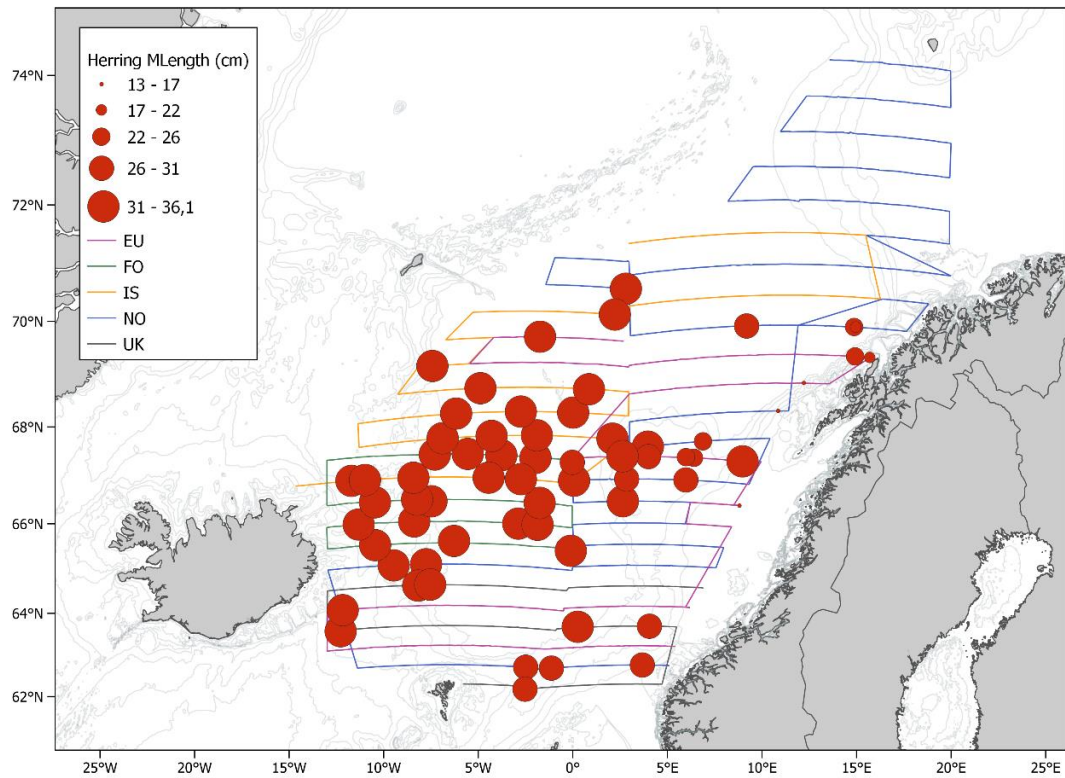 Herring MLength (cm)
13 - 17
17 - 22
22 - 26
26 - 31
31 - 36,1
EU
FO
IS
NO
UK
74°N
72°N
70°N
68°N
66°N
64°N
62°N
25°W 20°W 15°W 10°W 5°W 0° 5°E 10°E 15°E 20°E 25°E